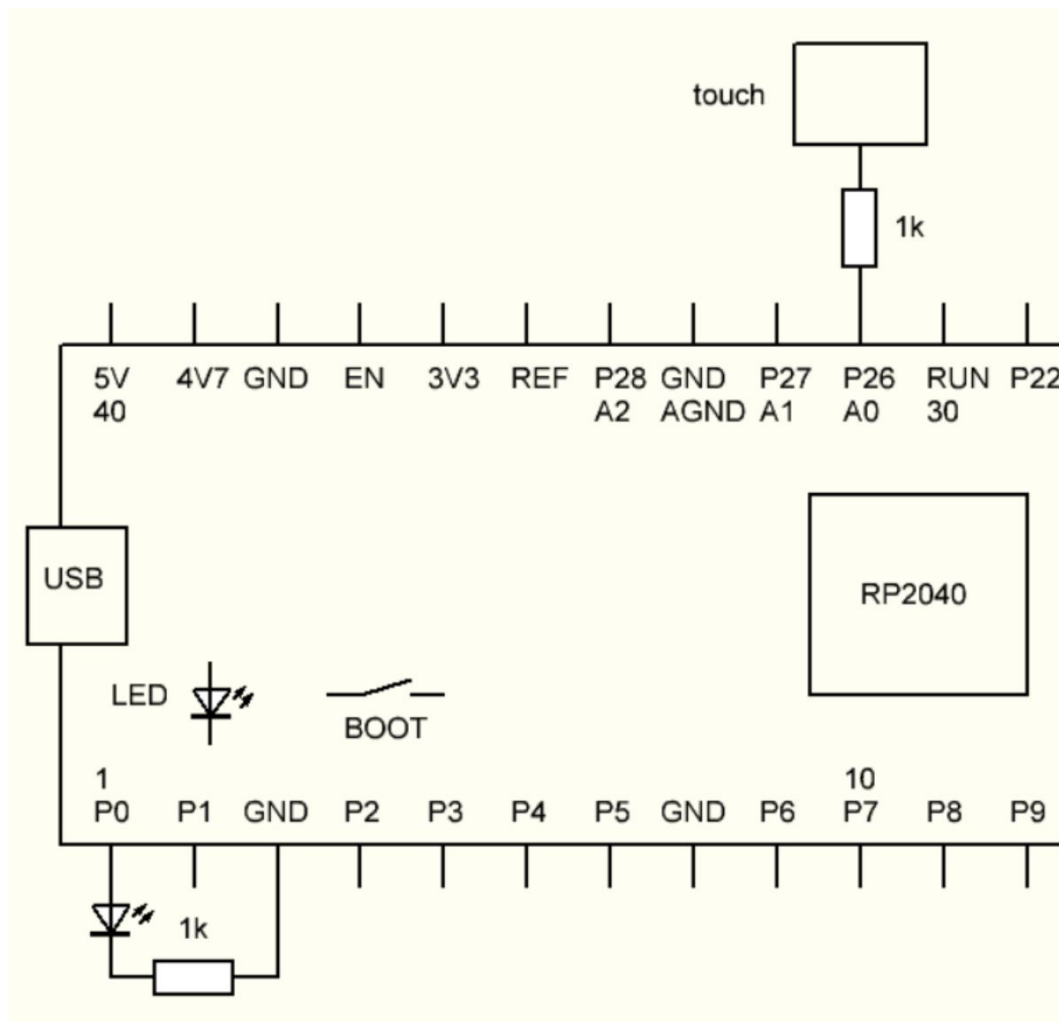 touch
1k
5V 4V7 GND EN 3V3 REF P28 GND P27 P26 RUN P22
40 A2 AGND A1 A0 30
USB
RP2040
LED
BOOT
1 10
P0 P1 GND P2 P3 P4 P5 GND P6 P7 P8 P9
1k